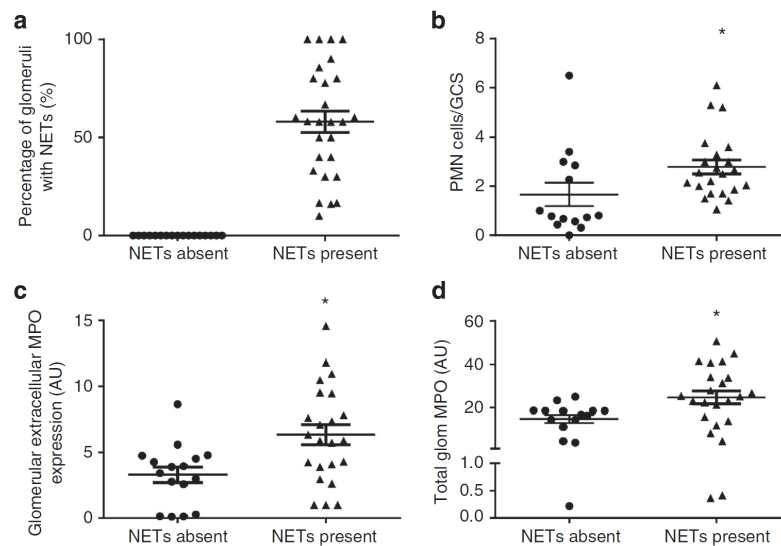 a
Percentage of glomeruli
with NETs (%)
100
50
0
NETs absent
NETs present
b
*
PMN cells/GCS
8
6
4
2
0
NETs absent
NETs present
c
*
Glomerular extracellular MPO
expression (AU)
15
10
5
0
NETs absent
NETs present
d
*
Total glom MPO (AU)
60
40
20
1.0
0.5
0.0
NETs absent
NETs present